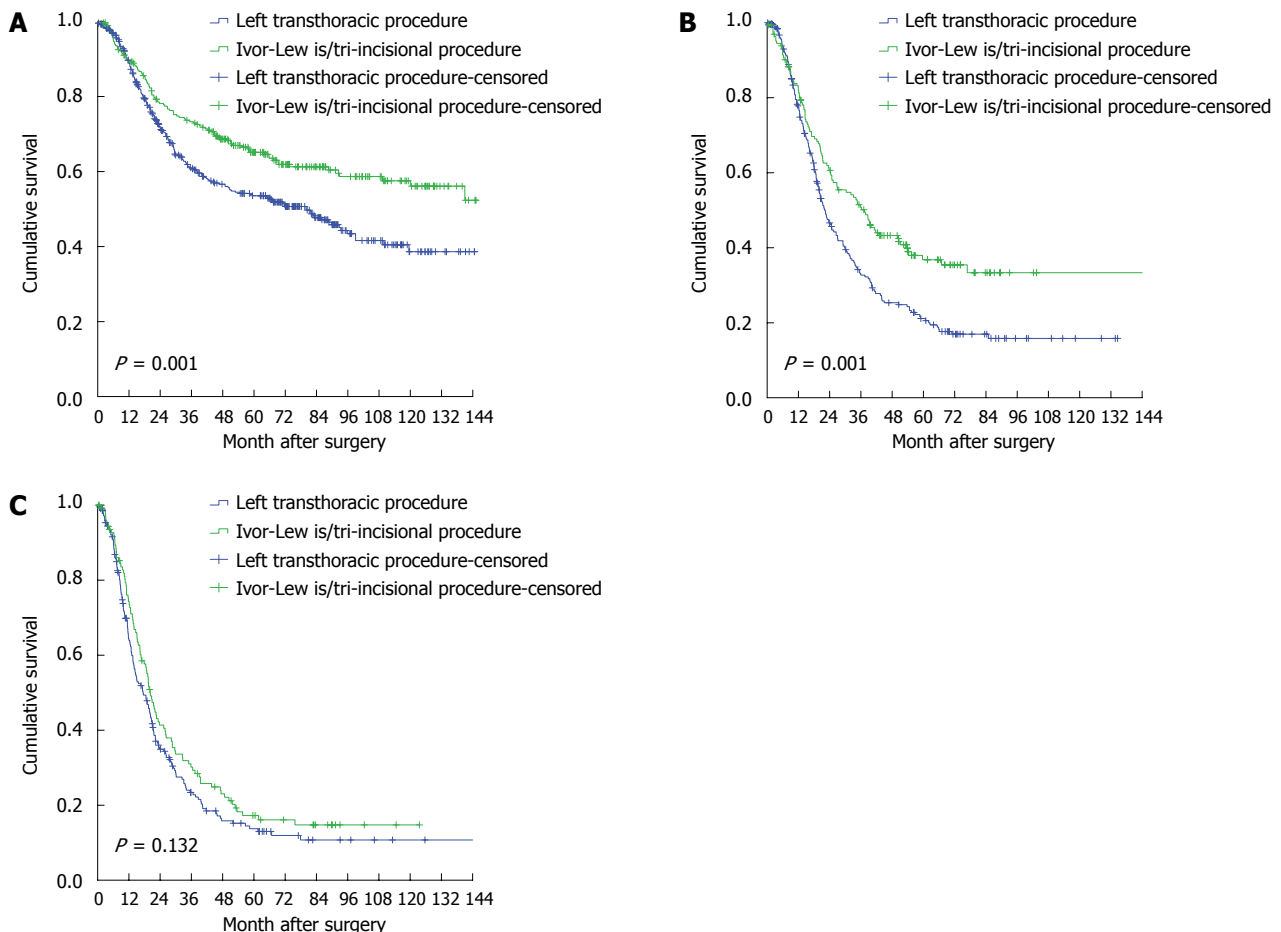 A
Left transthoracic procedure
Ivor-Lew is/tri-incisional procedure
Left transthoracic procedure-censored
Ivor-Lew is/tri-incisional procedure-censored
1.0
0.8
0.6
0.4
0.2
0.0
Cumulative survival
P = 0.001
0 12 24 36 48 60 72 84 96 108 120 132 144
Month after surgery
B
Left transthoracic procedure
Ivor-Lew is/tri-incisional procedure
Left transthoracic procedure-censored
Ivor-Lew is/tri-incisional procedure-censored
1.0
0.8
0.6
0.4
0.2
0.0
Cumulative survival
P = 0.001
0 12 24 36 48 60 72 84 96 108 120 132 144
Month after surgery
C
Left transthoracic procedure
Ivor-Lew is/tri-incisional procedure
Left transthoracic procedure-censored
Ivor-Lew is/tri-incisional procedure-censored
1.0
0.8
0.6
0.4
0.2
0.0
Cumulative survival
P = 0.132
0 12 24 36 48 60 72 84 96 108 120 132 144
Month after surgery